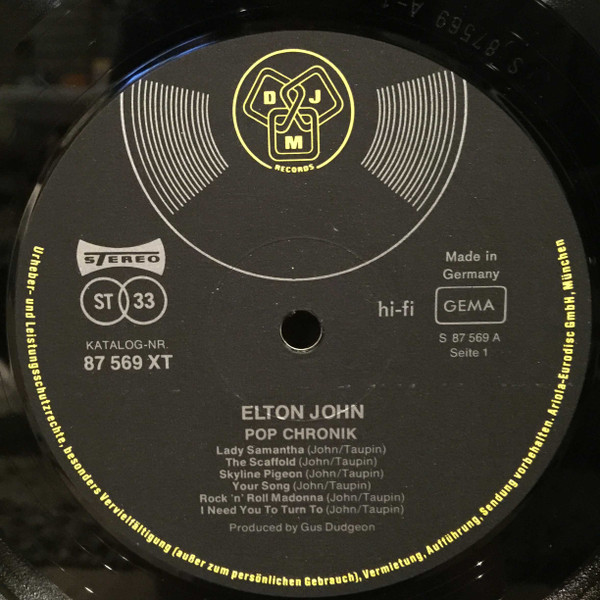 S 87569 A-1
D J
M
RECORDS
STEREO
ST 33
KATALOG-NR.
87 569 XT
Made in
Germany
hi-fi GEMA
S 87 569 A
Seite 1
ELTON JOHN
POP CHRONIK
Lady Samantha (John/Taupin)
The Scaffold (John/Taupin)
Skyline Pigeon (John/Taupin)
Your Song (John/Taupin)
Rock 'n' Roll Madonna (John/Taupin)
I Need You To Turn To (John/Taupin)
Produced by Gus Dudgeon
Urheber- und Leistungsschutzrechte, besonders Vervielfältigung (außer zum persönlichen Gebrauch), Vermietung, Aufführung, Sendung vorbehalten. Ariola-Eurodisc GmbH, München